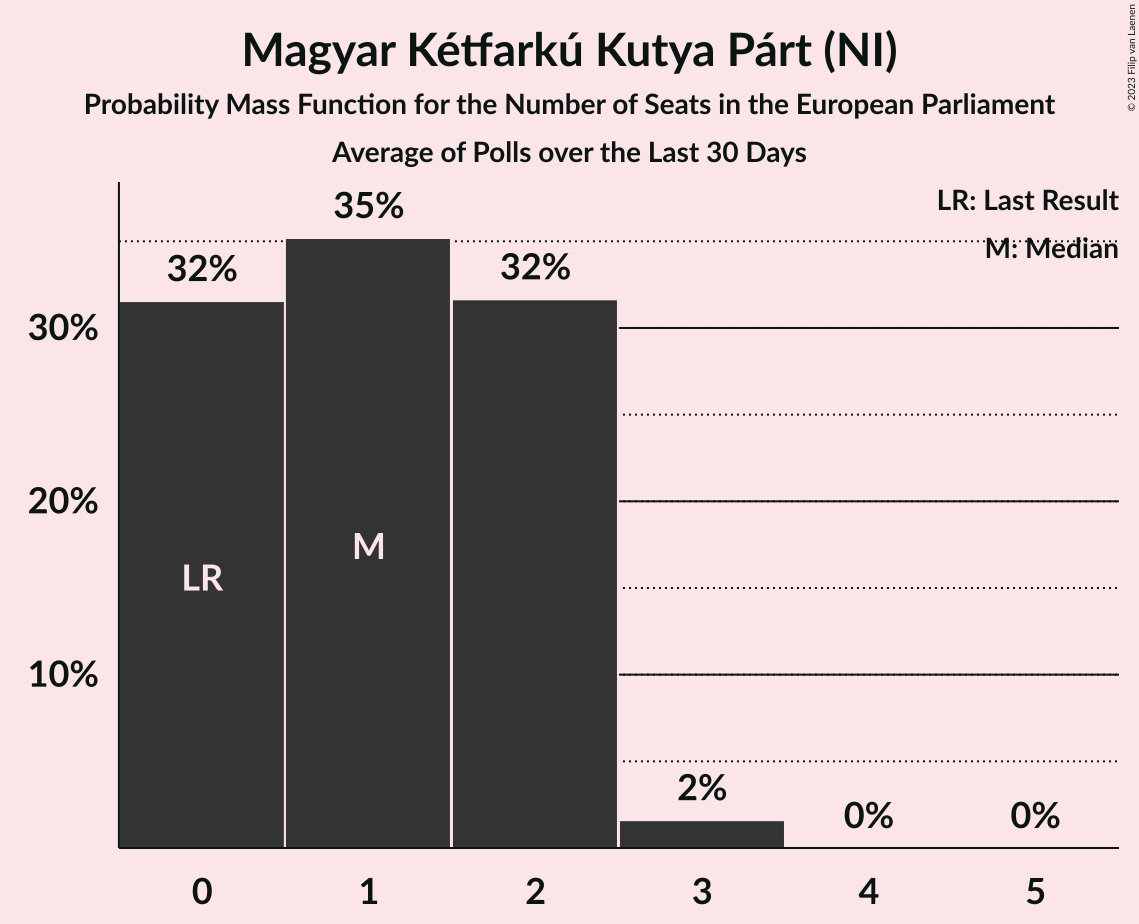 Magyar Kétfarkú Kutya Párt (NI)
Probability Mass Function for the Number of Seats in the European Parliament
Average of Polls over the Last 30 Days
© 2023 Filip van Laenen
LR: Last Result
M: Median
35%
32%
32%
30%
20%
10%
LR
M
2%
0%
0%
0
1
2
3
4
5